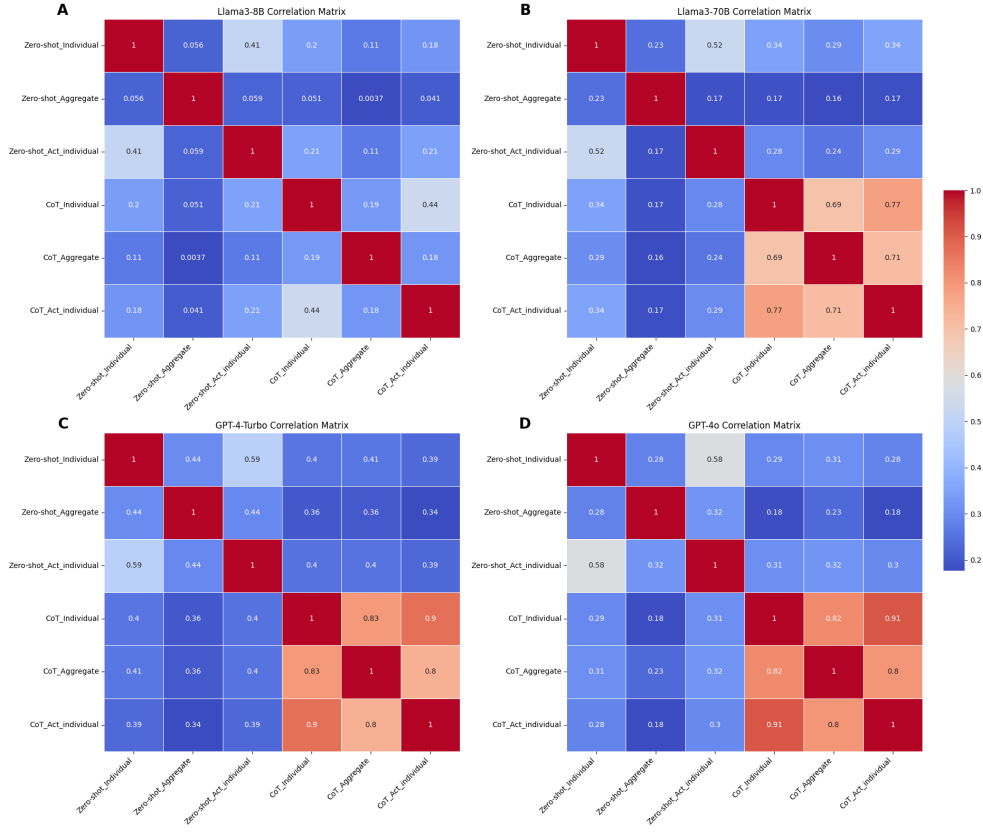 A
Llama3-8B Correlation Matrix
Zero-shot_Individual 1 0.056 0.41 0.2 0.11 0.18
Zero-shot_Aggregate 0.056 1 0.059 0.051 0.0037 0.041
Zero-shot_Act_individual 0.41 0.059 1 0.21 0.11 0.21
CoT_Individual 0.2 0.051 0.21 1 0.19 0.44
CoT_Aggregate 0.11 0.0037 0.11 0.19 1 0.18
CoT_Act_individual 0.18 0.041 0.21 0.44 0.18 1
Zero-shot_Individual Zero-shot_Aggregate Zero-shot_Act_individual CoT_Individual CoT_Aggregate CoT_Act_individual
B
Llama3-70B Correlation Matrix
Zero-shot_Individual 1 0.23 0.52 0.34 0.29 0.34
Zero-shot_Aggregate 0.23 1 0.17 0.17 0.16 0.17
Zero-shot_Act_individual 0.52 0.17 1 0.28 0.24 0.29
CoT_Individual 0.34 0.17 0.28 1 0.69 0.77
CoT_Aggregate 0.29 0.16 0.24 0.69 1 0.71
CoT_Act_individual 0.34 0.17 0.29 0.77 0.71 1
Zero-shot_Individual Zero-shot_Aggregate Zero-shot_Act_individual CoT_Individual CoT_Aggregate CoT_Act_individual
C
GPT-4-Turbo Correlation Matrix
Zero-shot_Individual 1 0.44 0.59 0.4 0.41 0.39
Zero-shot_Aggregate 0.44 1 0.44 0.36 0.36 0.34
Zero-shot_Act_individual 0.59 0.44 1 0.4 0.4 0.39
CoT_Individual 0.4 0.36 0.4 1 0.83 0.9
CoT_Aggregate 0.41 0.36 0.4 0.83 1 0.8
CoT_Act_individual 0.39 0.34 0.39 0.9 0.8 1
Zero-shot_Individual Zero-shot_Aggregate Zero-shot_Act_individual CoT_Individual CoT_Aggregate CoT_Act_individual
D
GPT-4o Correlation Matrix
Zero-shot_Individual 1 0.28 0.58 0.29 0.31 0.28
Zero-shot_Aggregate 0.28 1 0.32 0.18 0.23 0.18
Zero-shot_Act_individual 0.58 0.32 1 0.31 0.32 0.3
CoT_Individual 0.29 0.18 0.31 1 0.82 0.91
CoT_Aggregate 0.31 0.23 0.32 0.82 1 0.8
CoT_Act_individual 0.28 0.18 0.3 0.91 0.8 1
Zero-shot_Individual Zero-shot_Aggregate Zero-shot_Act_individual CoT_Individual CoT_Aggregate CoT_Act_individual
1.0
0.9
0.8
0.7
0.6
0.5
0.4
0.3
0.2